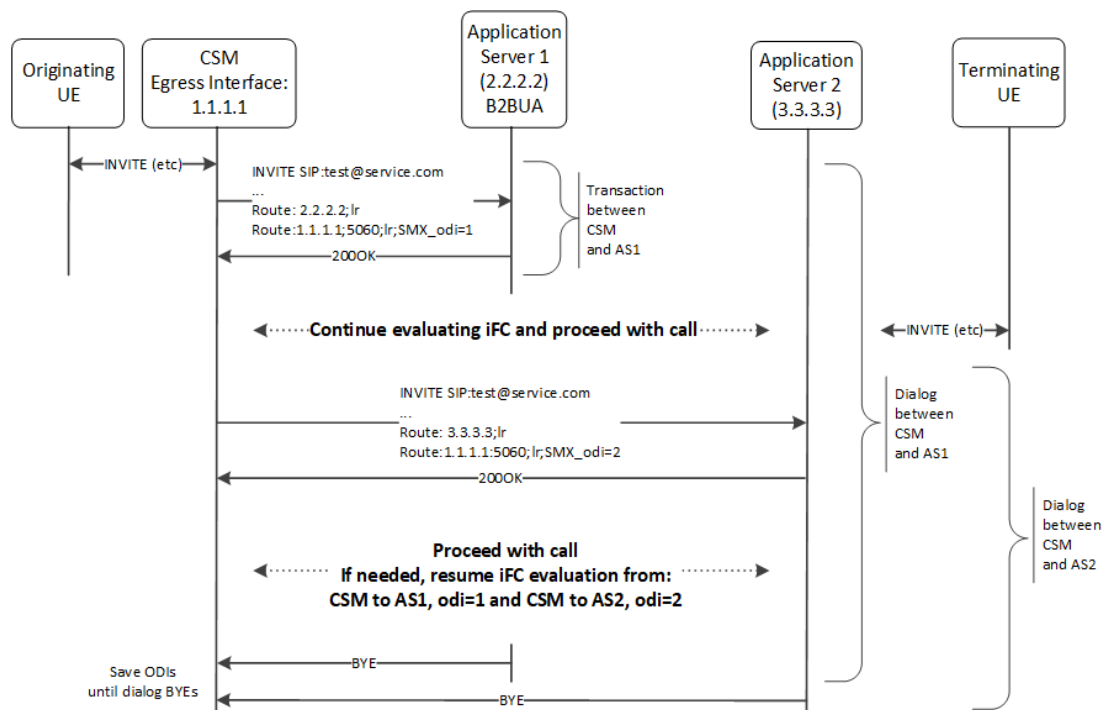 Originating
UE
CSM
Egress Interface:
1.1.1.1
Application
Server 1
(2.2.2.2)
B2BUA
Application
Server 2
(3.3.3.3)
Terminating
UE
INVITE (etc)
INVITE SIP:test@service.com
...
Route: 2.2.2.2;lr
Route:1.1.1.1;5060;lr;SMX_odi=1
200OK
Transaction
between
CSM
and AS1
Continue evaluating iFC and proceed with call
INVITE (etc)
INVITE SIP:test@service.com
...
Route: 3.3.3.3;lr
Route:1.1.1.1:5060;lr;SMX_odi=2
200OK
Dialog
between
CSM
and AS1
Dialog
between
CSM
and AS2
Proceed with call
If needed, resume iFC evaluation from:
CSM to AS1, odi=1 and CSM to AS2, odi=2
BYE
Save ODIs
until dialog BYEs
BYE